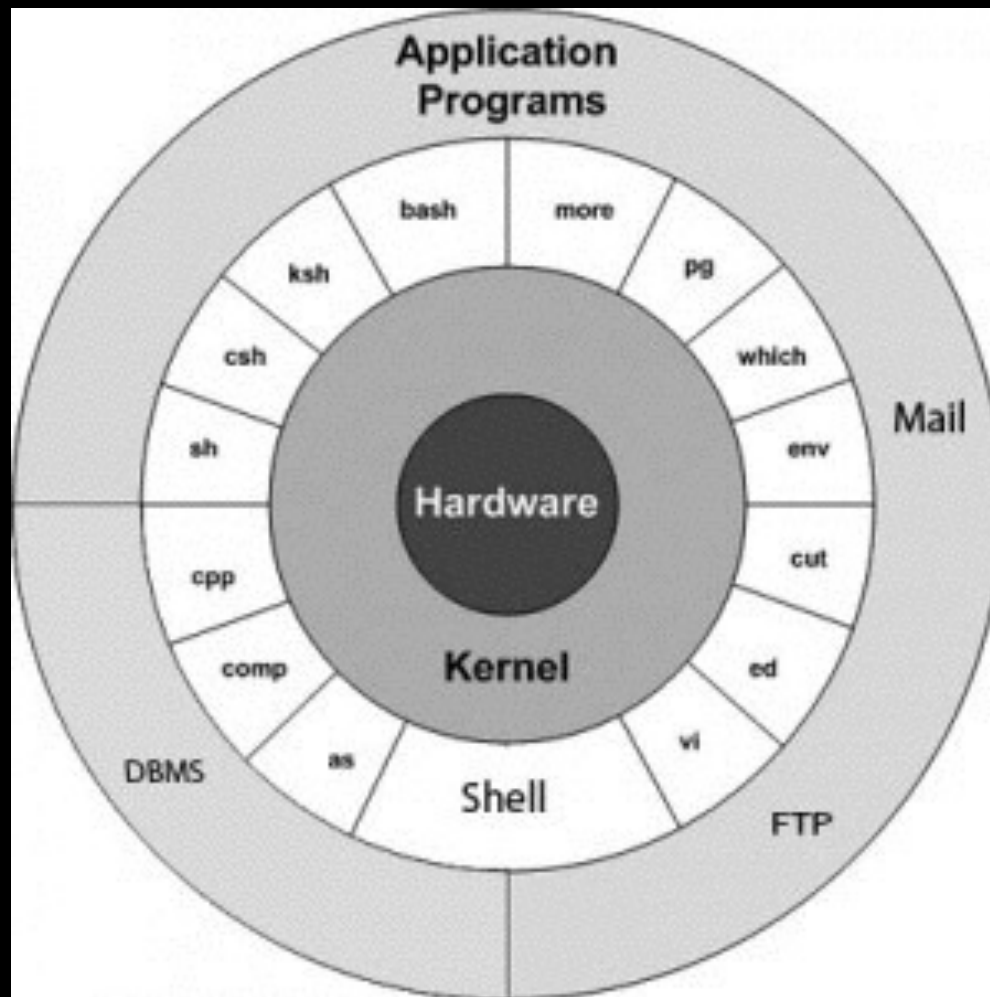 Application
Programs
bash
more
ksh
pg
csh
which
Mail
sh
env
Hardware
cpp
cut
comp
Kernel
ed
DBMS
as
Shell
vi
FTP